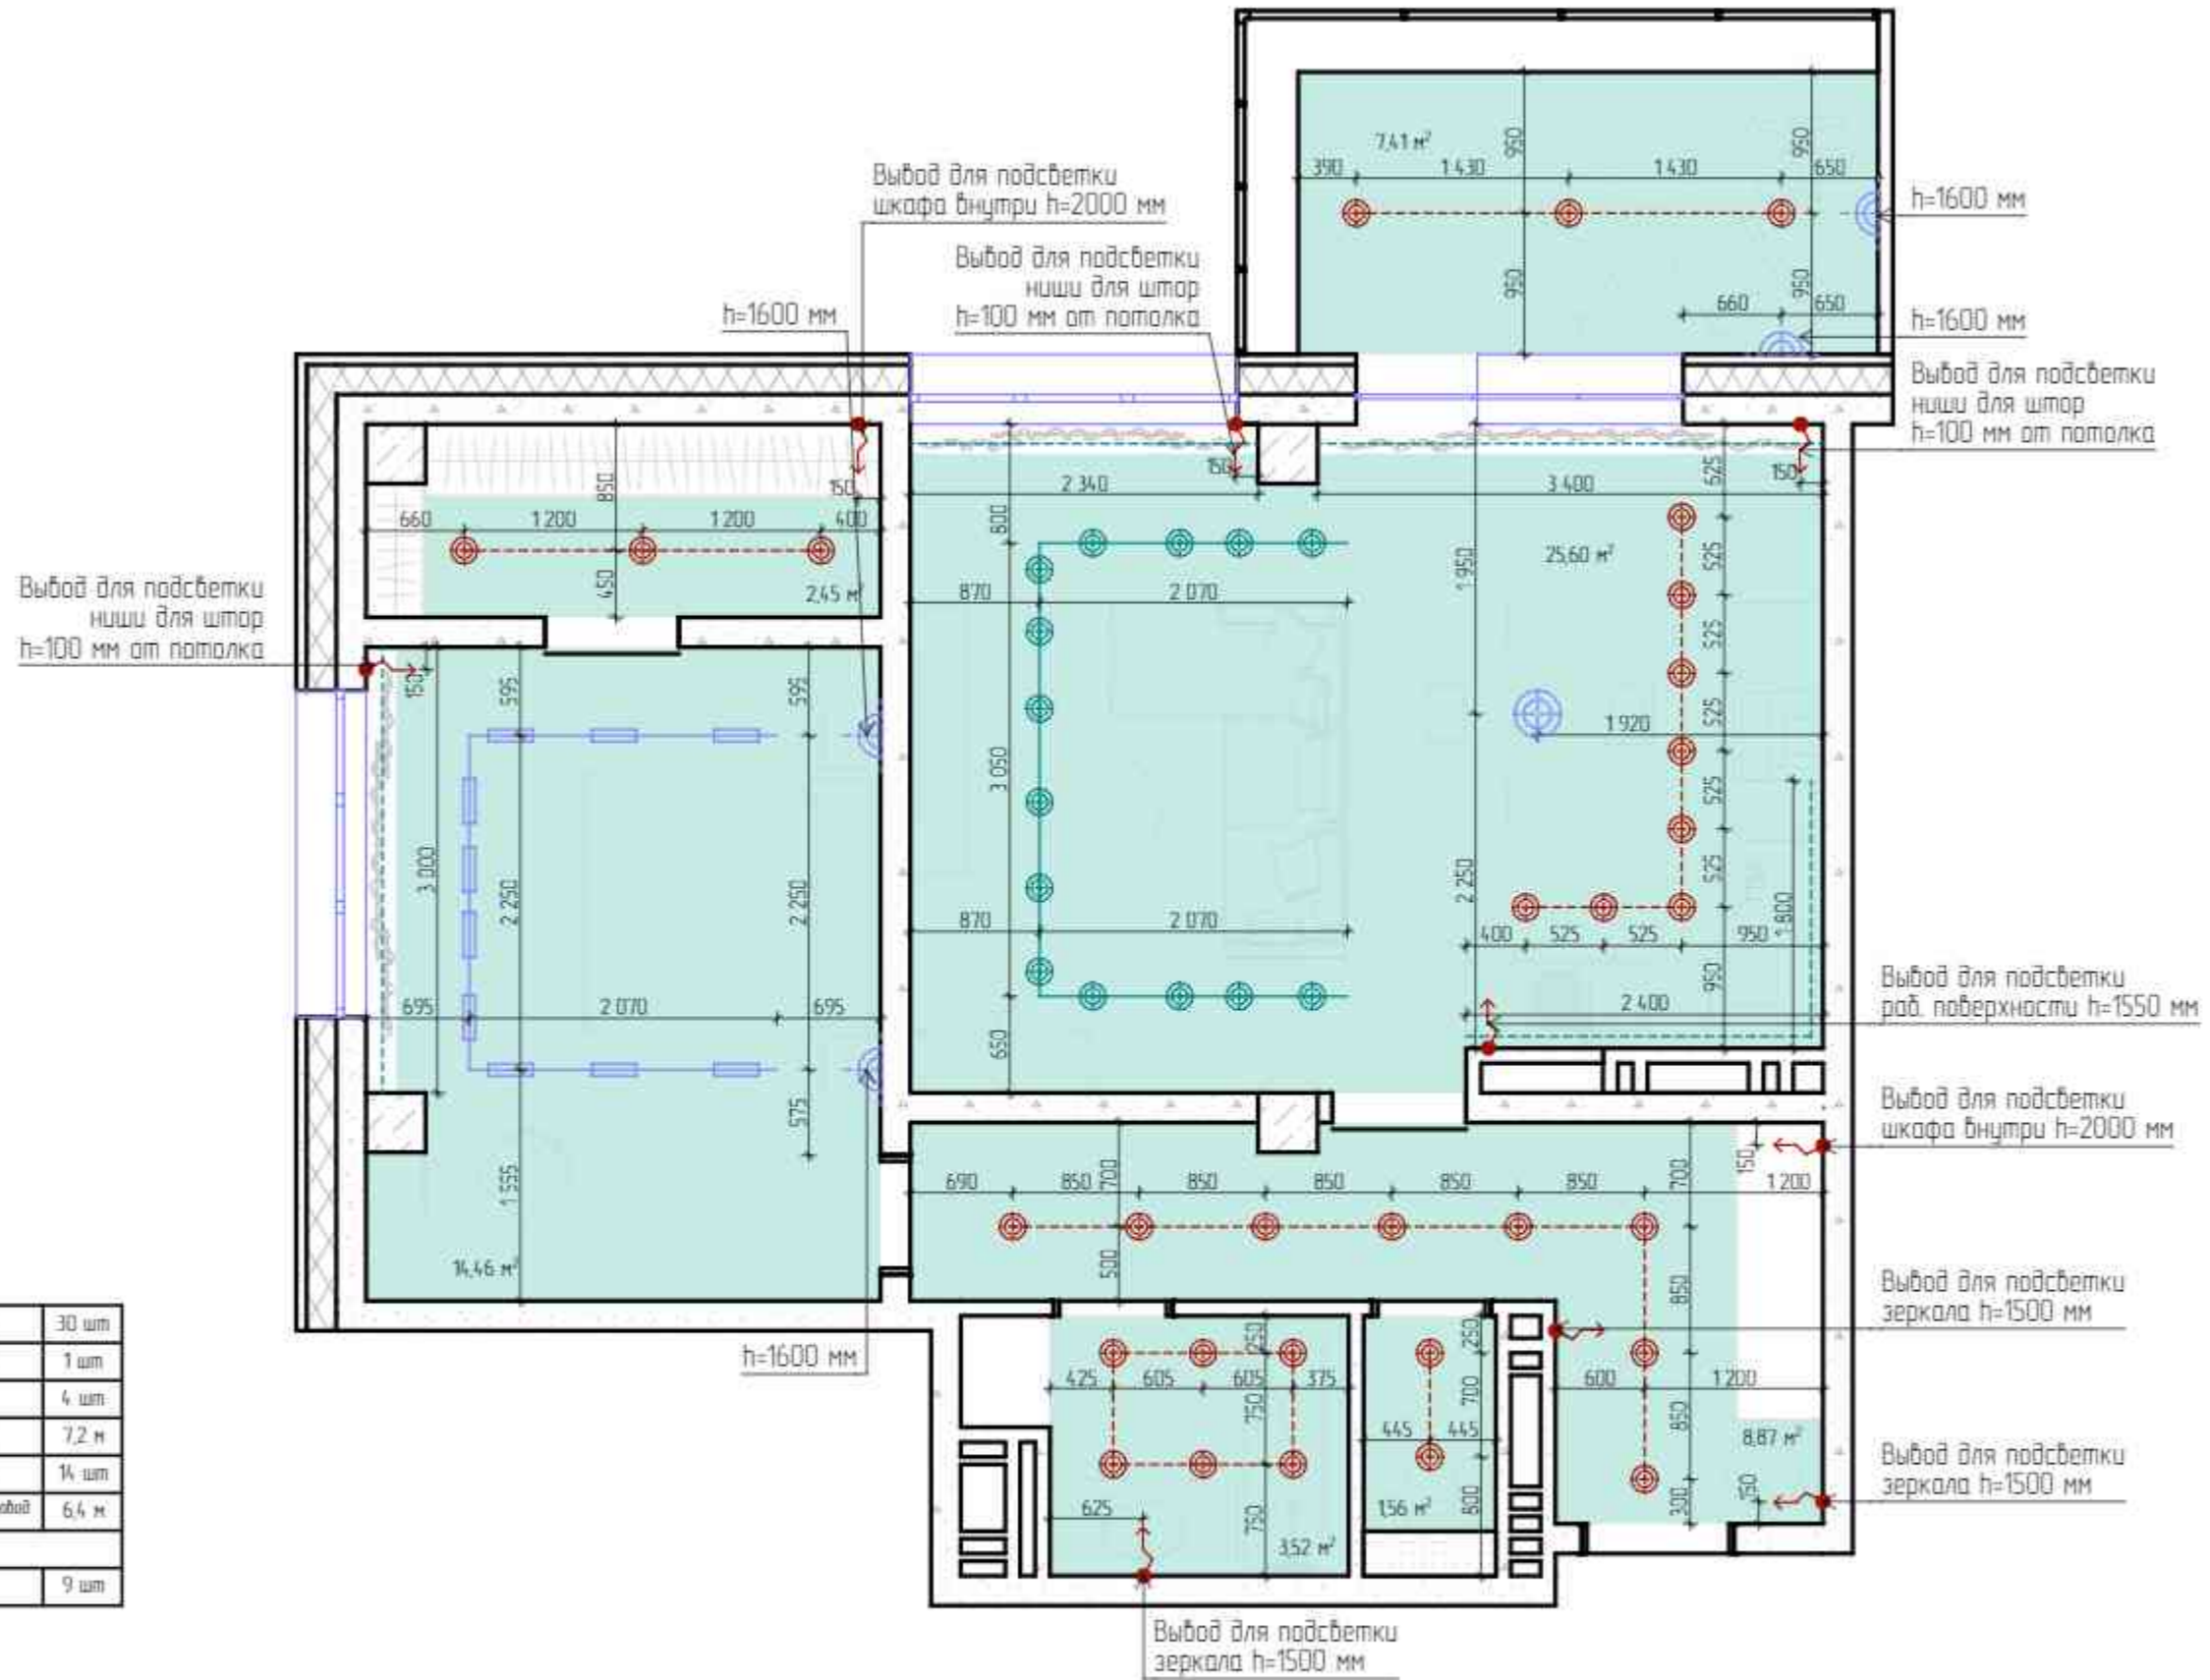 7,41 м²
390
1 430
1 430
650
950
950
950
950
660
650
h=1600 мм
h=1600 мм
Вывод для подсветки
шкафа внутри h=2000 мм
Вывод для подсветки
ниши для штор
h=100 мм от потолка
h=1600 мм
Вывод для подсветки
ниши для штор
h=100 мм от потолка
850
150
660
1 200
1 200
400
450
2,45 м²
Вывод для подсветки
ниши для штор
h=100 мм от потолка
150
150
150
2 340
3 400
800
525
525
525
525
525
525
950
25,60 м²
1 950
870
2 070
1 920
3 050
2 250
1 800
870
2 070
400
525
525
950
2 400
650
595
595
3 000
2 250
2 250
695
2 070
695
575
1 555
14,46 м²
h=1600 мм
Вывод для подсветки
раб. поверхности h=1550 мм
Вывод для подсветки
шкафа внутри h=2000 мм
690
850
700
850
850
850
850
700
150
1 200
500
850
Вывод для подсветки
зеркала h=1500 мм
600
1 200
850
300
150
8,87 м²
Вывод для подсветки
зеркала h=1500 мм
250
425
605
605
375
750
750
625
3,52 м²
250
700
445
445
800
1,56 м²
Вывод для подсветки
зеркала h=1500 мм
30 шт
1 шт
4 шт
7,2 м
14 шт
6,4 м
9 шт